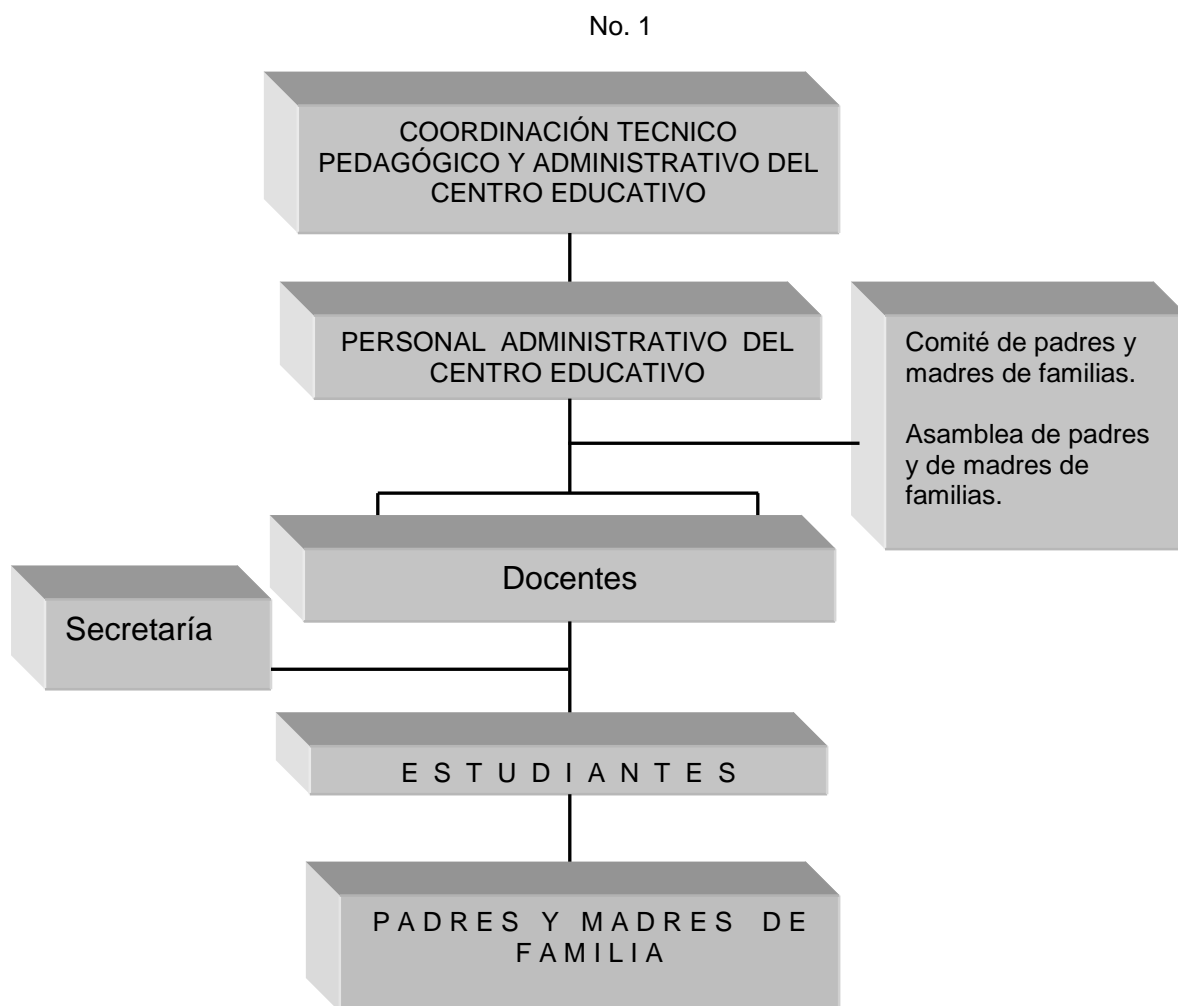 No. 1
COORDINACIÓN TECNICO
PEDAGÓGICO Y ADMINISTRATIVO DEL
CENTRO EDUCATIVO
PERSONAL ADMINISTRATIVO DEL
CENTRO EDUCATIVO
Comité de padres y
madres de familias.
Asamblea de padres
y de madres de
familias.
Docentes
Secretaría
E S T U D I A N T E S
P A D R E S Y M A D R E S D E
F A M I L I A